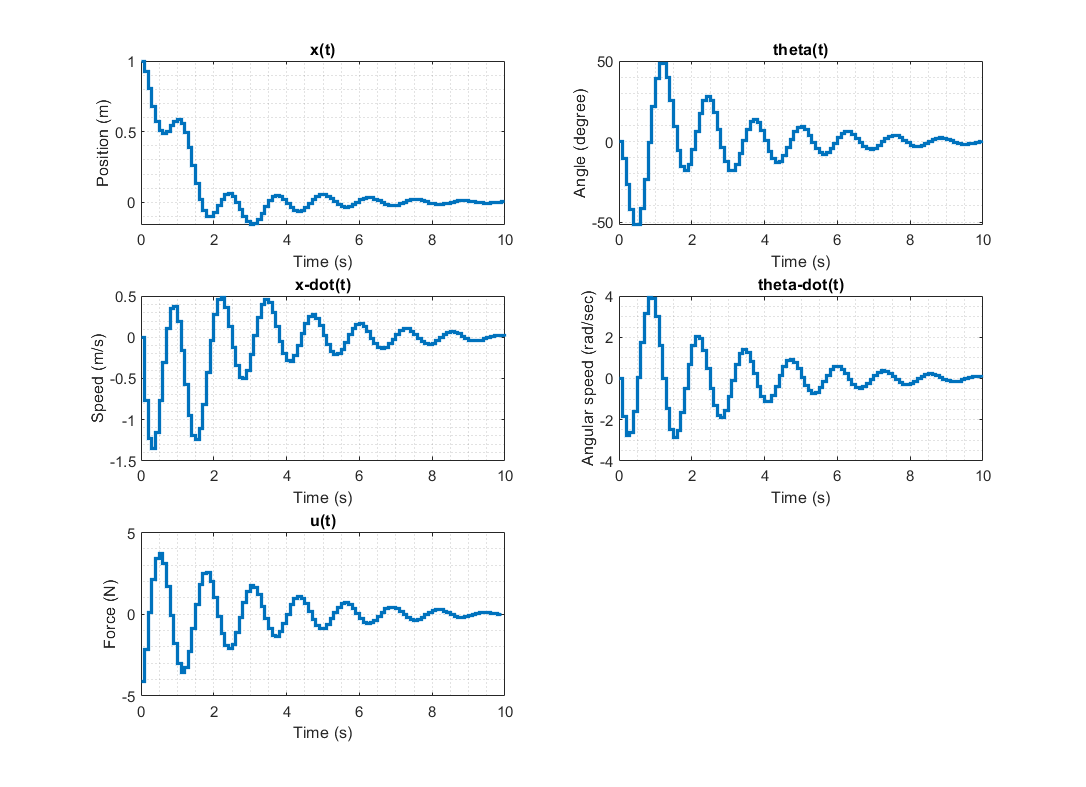 x(t)
Position (m)
1
0.5
0
0 2 4 6 8 10
Time (s)
theta(t)
Angle (degree)
50
0
-50
0 2 4 6 8 10
Time (s)
x-dot(t)
Speed (m/s)
0.5
0
-0.5
-1
-1.5
0 2 4 6 8 10
Time (s)
theta-dot(t)
Angular speed (rad/sec)
4
2
0
-2
-4
0 2 4 6 8 10
Time (s)
u(t)
Force (N)
5
0
-5
0 2 4 6 8 10
Time (s)